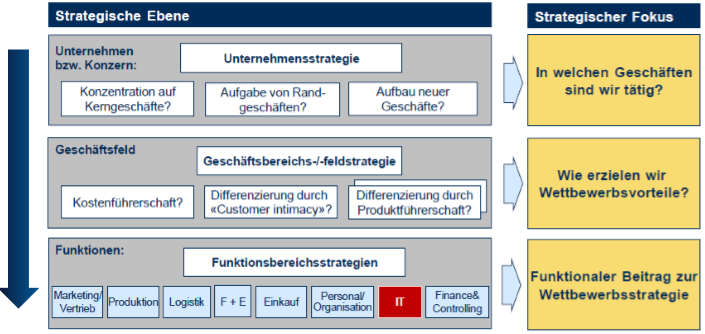 Strategische Ebene
Strategischer Fokus
Unternehmen
bzw. Konzern:
Unternehmensstrategie
Konzentration auf
Kerngeschäfte?
Aufgabe von Rand-
geschäften?
Aufbau neuer
Geschäfte?
In welchen Geschäften
sind wir tätig?
Geschäftsfeld
Geschäftsbereichs-/-feldstrategie
Kostenführerschaft?
Differenzierung durch
«Customer intimacy»?
Differenzierung durch
Produktführerschaft?
Wie erzielen wir
Wettbewerbsvorteile?
Funktionen:
Funktionsbereichsstrategien
Marketing/
Vertrieb
Produktion
Logistik
F + E
Einkauf
Personal/
Organisation
IT
Finance&
Controlling
Funktionaler Beitrag zur
Wettbewerbsstrategie